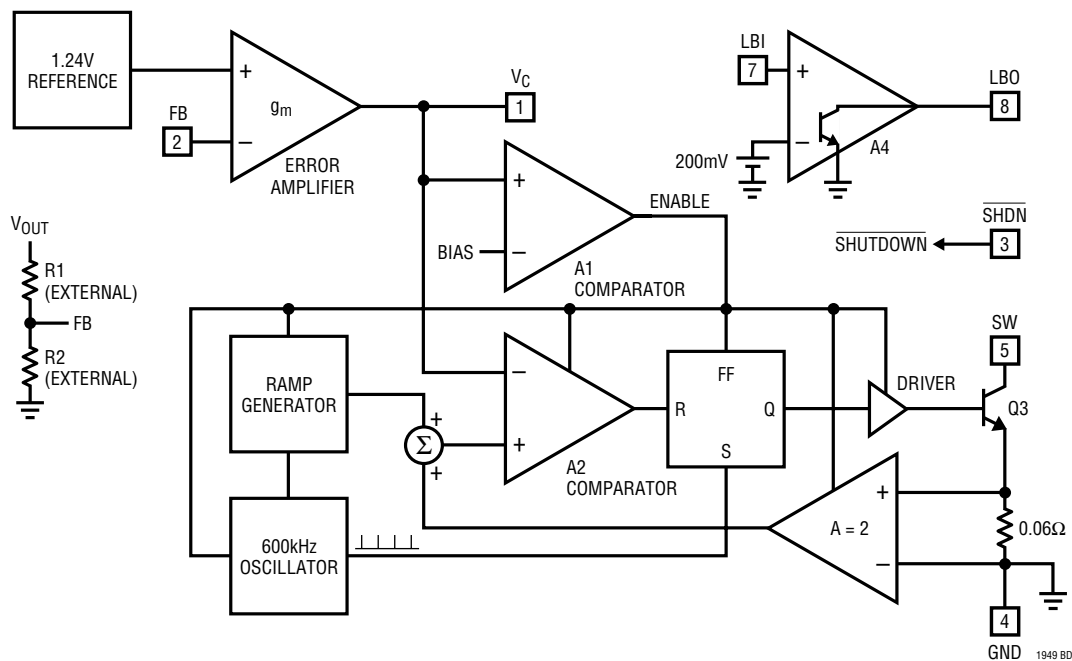 1.24V
REFERENCE
FB
2
+
−
gm
ERROR
AMPLIFIER
VC
1
LBI
7
+
−
200mV
A4
LBO
8
+
−
BIAS
ENABLE
A1
COMPARATOR
SHDN
3
SHUTDOWN
VOUT
R1
(EXTERNAL)
FB
R2
(EXTERNAL)
RAMP
GENERATOR
+
Σ
+
−
+
A2
COMPARATOR
FF
R
Q
S
DRIVER
SW
5
Q3
600kHz
OSCILLATOR
A = 2
+
−
0.06Ω
4
GND
1949 BD